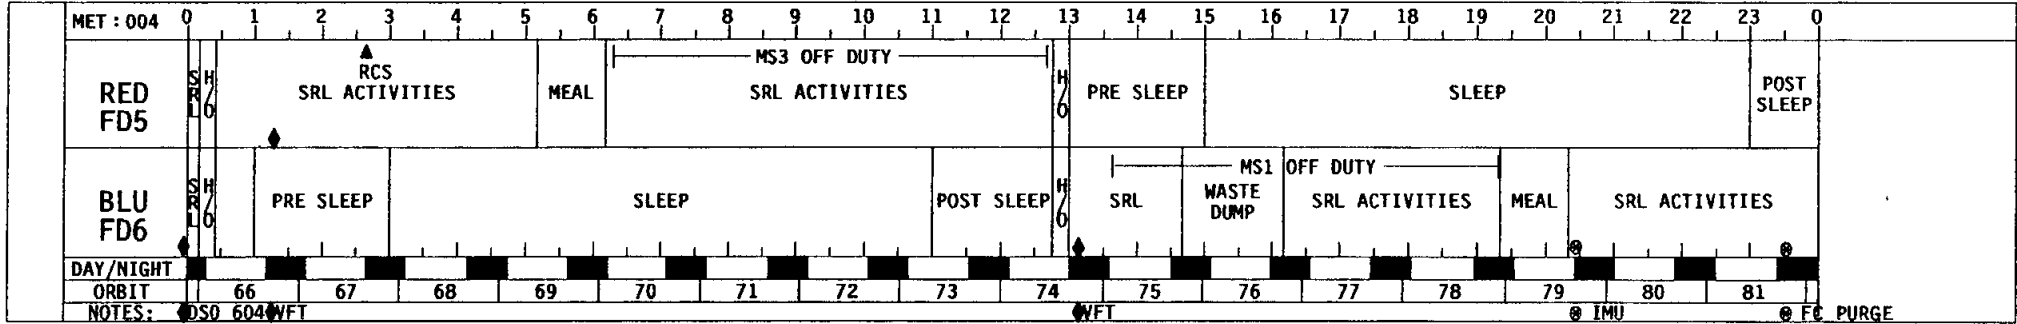 MET : 004 0 1 2 3 4 5 6 7 8 9 10 11 12 13 14 15 16 17 18 19 20 21 22 23 0
RED FD5
SRL H/O SRL ACTIVITIES MEAL SRL ACTIVITIES H/O PRE SLEEP SLEEP POST SLEEP
RCS
MS3 OFF DUTY
BLU FD6
SRL H/O PRE SLEEP SLEEP POST SLEEP H/O SRL WASTE DUMP SRL ACTIVITIES MEAL SRL ACTIVITIES
MS1 OFF DUTY
DAY/NIGHT
ORBIT 66 67 68 69 70 71 72 73 74 75 76 77 78 79 80 81
NOTES: DSO 604 VFT VFT IMU FC PURGE